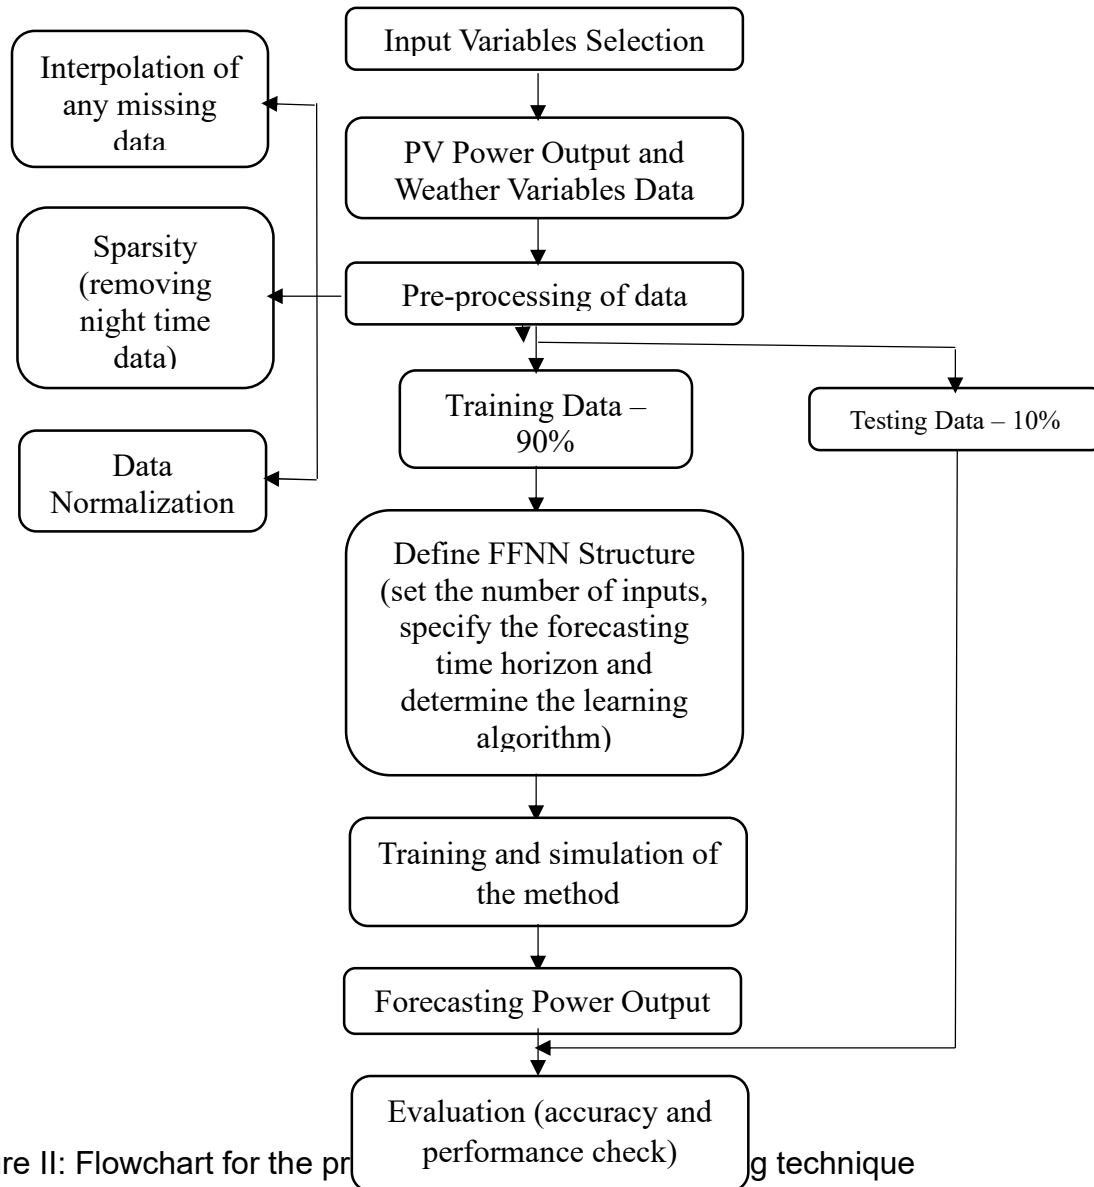 Input Variables Selection
Interpolation of
any missing
data
PV Power Output and
Weather Variables Data
Sparsity
(removing
night time
data)
Pre-processing of data
Training Data –
90%
Testing Data – 10%
Data
Normalization
Define FFNN Structure
(set the number of inputs,
specify the forecasting
time horizon and
determine the learning
algorithm)
Training and simulation of
the method
Forecasting Power Output
Evaluation (accuracy and
performance check)
re II: Flowchart for the pr g technique